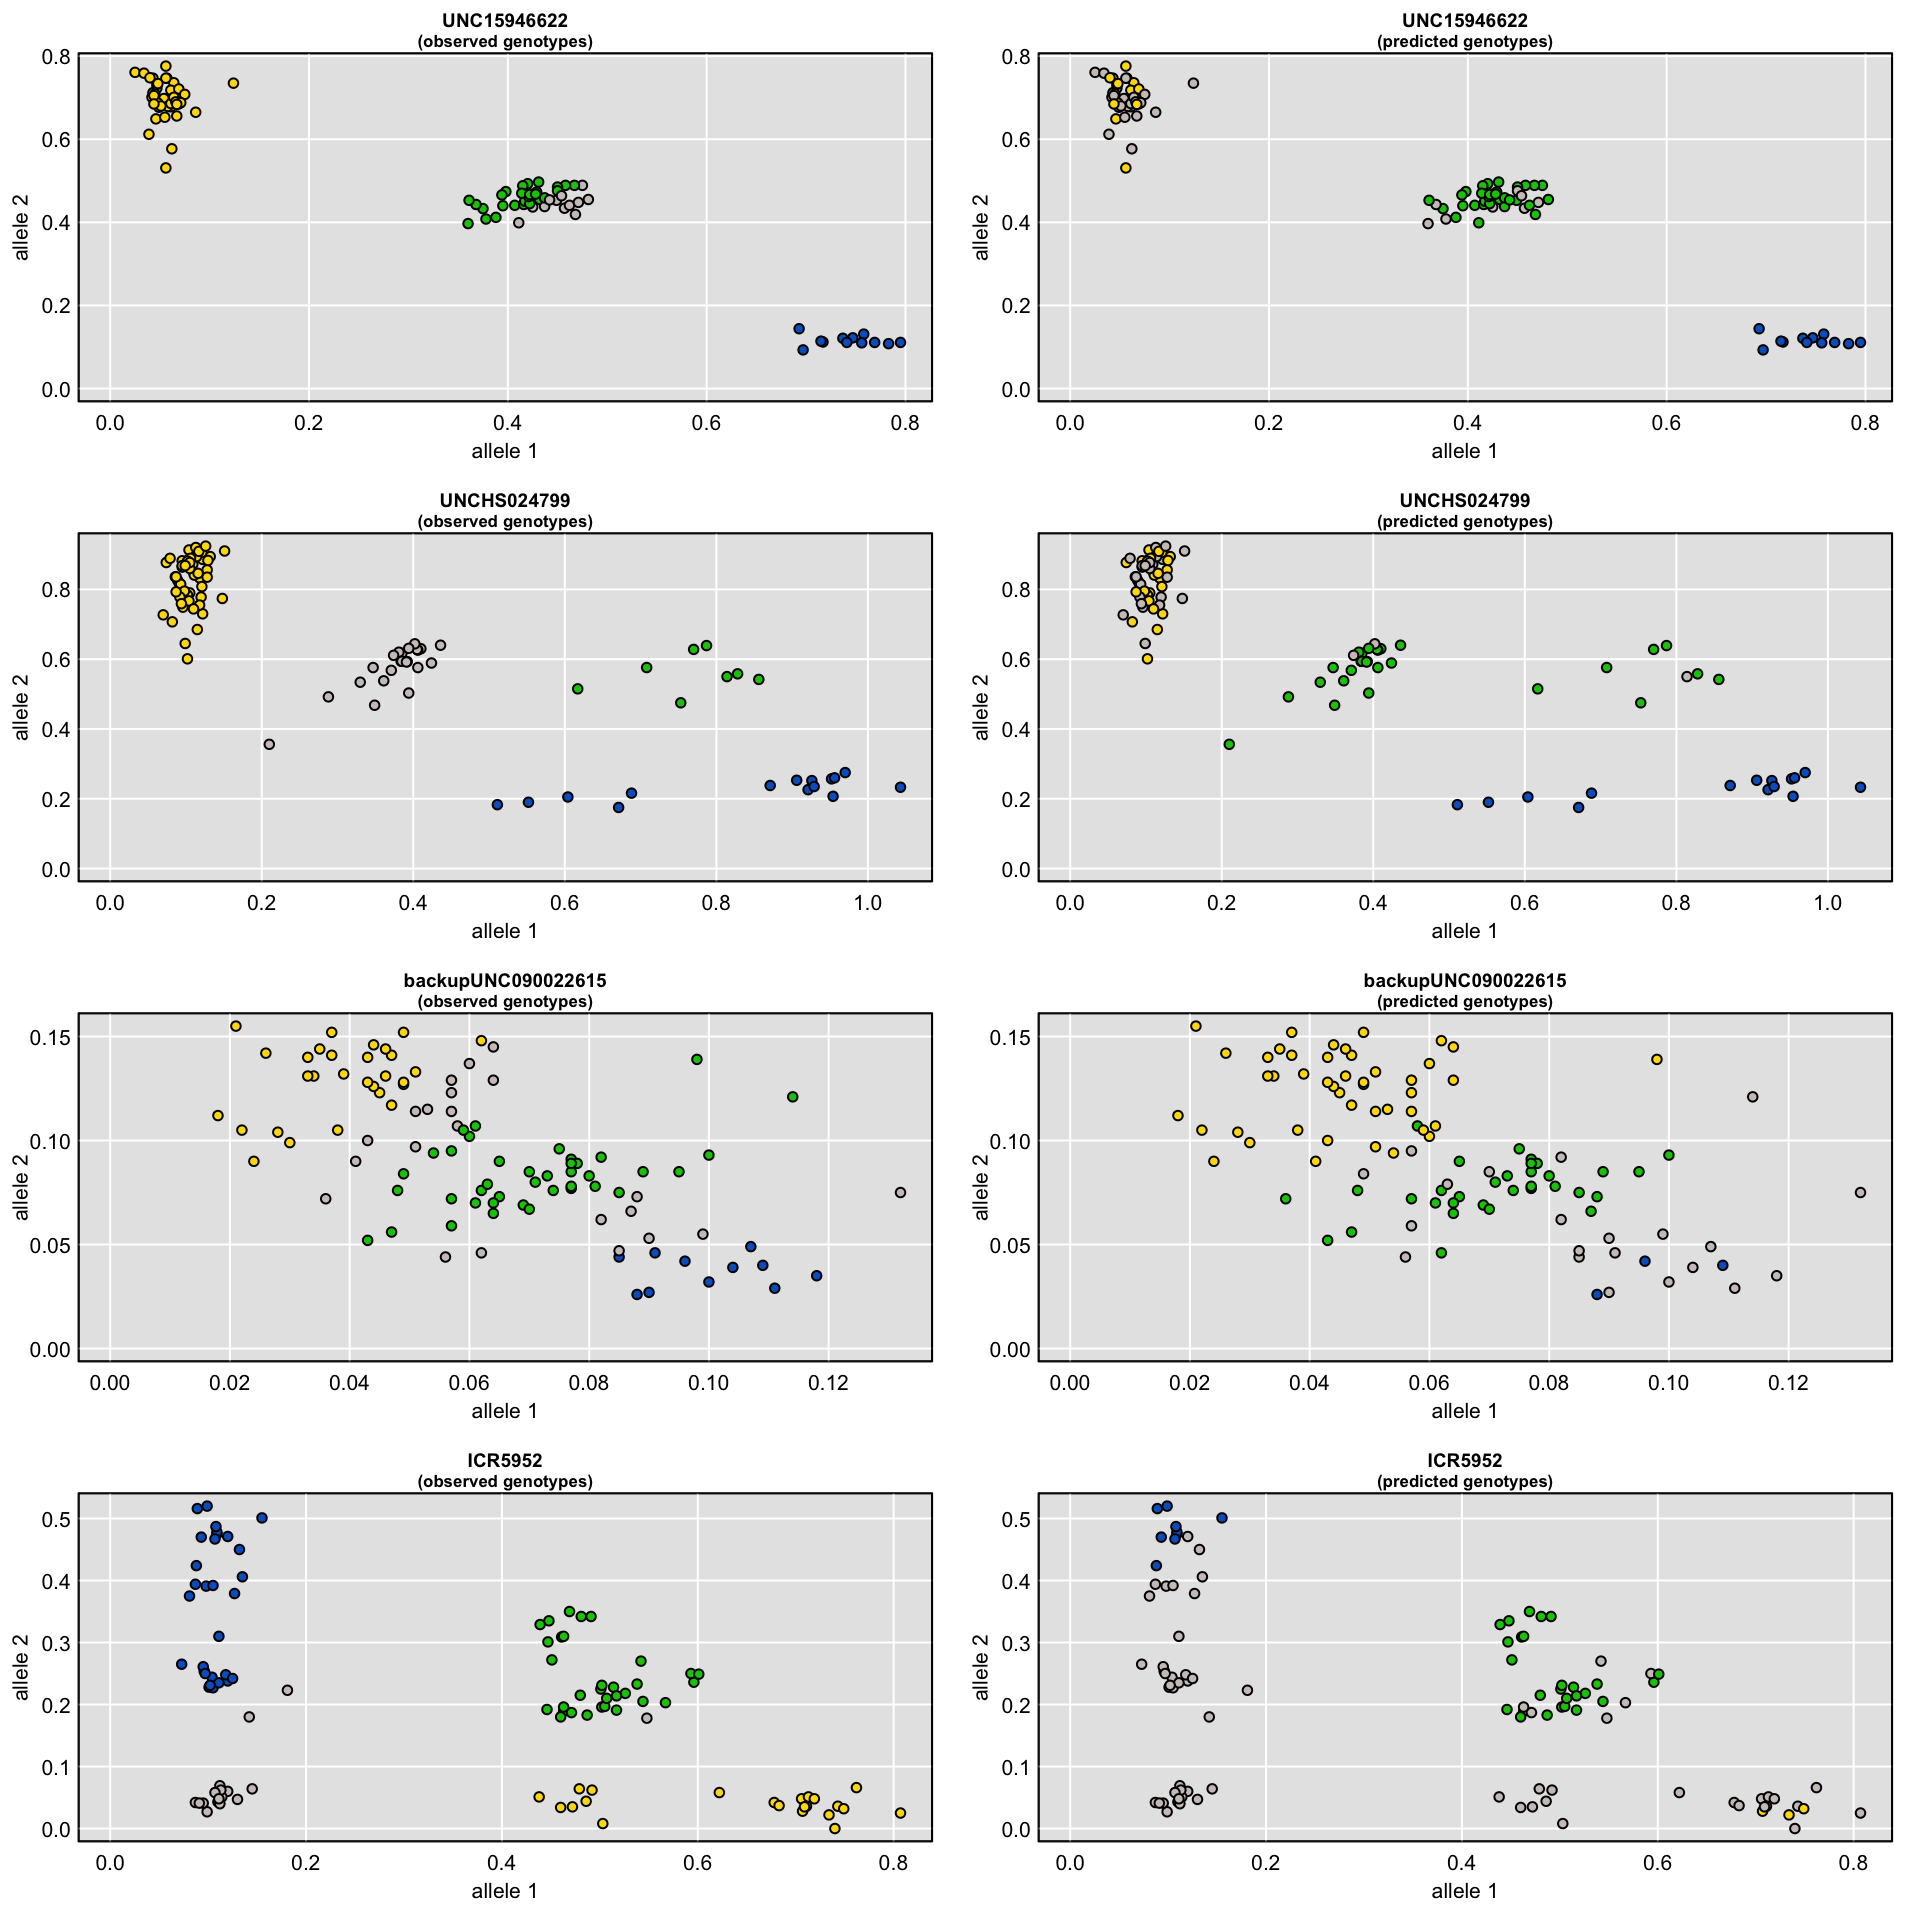 UNC15946622
(observed genotypes)
allele 2
0.8
0.6
0.4
0.2
0.0
0.0 0.2 0.4 0.6 0.8
allele 1
UNC15946622
(predicted genotypes)
allele 2
0.8
0.6
0.4
0.2
0.0
0.0 0.2 0.4 0.6 0.8
allele 1
UNCHS024799
(observed genotypes)
allele 2
0.8
0.6
0.4
0.2
0.0
0.0 0.2 0.4 0.6 0.8 1.0
allele 1
UNCHS024799
(predicted genotypes)
allele 2
0.8
0.6
0.4
0.2
0.0
0.0 0.2 0.4 0.6 0.8 1.0
allele 1
backupUNC090022615
(observed genotypes)
allele 2
0.15
0.10
0.05
0.00
0.00 0.02 0.04 0.06 0.08 0.10 0.12
allele 1
backupUNC090022615
(predicted genotypes)
allele 2
0.15
0.10
0.05
0.00
0.00 0.02 0.04 0.06 0.08 0.10 0.12
allele 1
ICR5952
(observed genotypes)
allele 2
0.5
0.4
0.3
0.2
0.1
0.0
0.0 0.2 0.4 0.6 0.8
allele 1
ICR5952
(predicted genotypes)
allele 2
0.5
0.4
0.3
0.2
0.1
0.0
0.0 0.2 0.4 0.6 0.8
allele 1